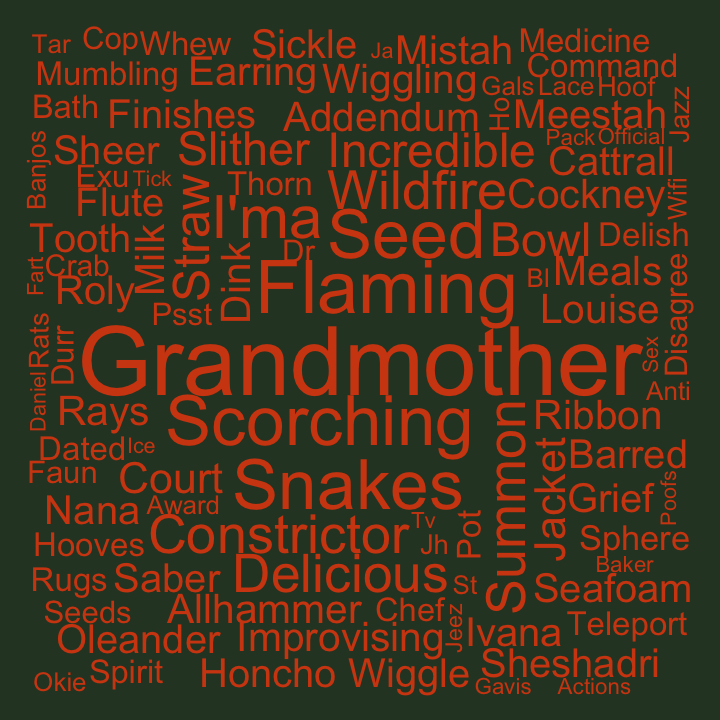 Tar Cop Whew Sickle Ja Mistah Medicine
Mumbling Earring Wiggling Gals Lace Hoof Command
Bath Finishes Addendum Ho Meestah Jazz
Banjos Sheer Slither Incredible Pack Official Cattrall
Exu Tick Thorn Wildfire Cockney Wifi
Flute Straw I'ma Seed Bowl Delish
Tooth Milk Dink Dr
Fart Crab Flaming Bl Meals Disagree
Roly Psst Louise
Rats Durr Grandmother Sex
Daniel Anti
Rays Scorching Summon Ribbon
Dated Ice Jacket Barred
Faun Court Snakes Grief Poofs
Nana Award Constrictor Tv Pot Sphere
Hooves Jh Baker
Rugs Saber Delicious St Seafoam
Seeds Allhammer Chef Jeez Teleport
Oleander Improvising Ivana
Okie Spirit Honcho Wiggle Sheshadri
Gavis Actions